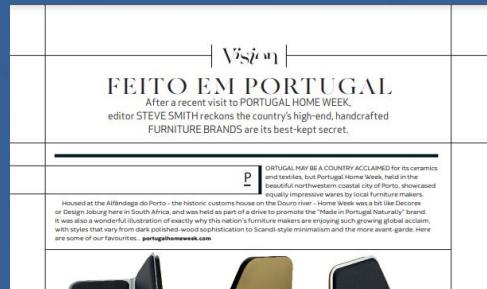 Vision
FEITO EM PORTUGAL
After a recent visit to PORTUGAL HOME WEEK,
editor STEVE SMITH reckons the country's high-end, handcrafted
FURNITURE BRANDS are its best-kept secret.
P
ORTUGAL MAY BE A COUNTRY ACCLAIMED for its ceramics
and textiles, but Portugal Home Week, held in the
beautiful northwestern coastal city of Porto, showcased
equally impressive wares by local furniture makers.
Housed at the Alfândega do Porto - the historic customs house on the Douro river - Home Week was a bit like Decorex
or Design Joburg here in South Africa, and was held as part of a drive to promote the "Made in Portugal Naturally" brand.
It was also a wonderful illustration of exactly why this nation's furniture makers are enjoying such growing global acclaim,
with styles that vary from dark polished-wood sophistication to Scandi-style minimalism and the more avant-garde. Here
are some of our favourites... portugalhomeweek.com